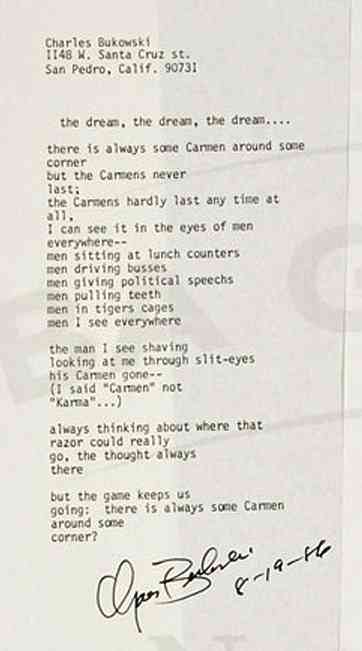 Charles Bukowski
1148 W. Santa Cruz st.
San Pedro, Calif. 90731
the dream, the dream, the dream....
there is always some Carmen around some
corner
but the Carmens never
last;
the Carmens hardly last any time at
all,
I can see it in the eyes of men
everywhere--
men sitting at lunch counters
men driving busses
men giving political speechs
men pulling teeth
men in tigers cages
men I see everywhere
the man I see shaving
looking at me through slit-eyes
his Carmen gone--
(I said "Carmen" not
"Karma"...)
always thinking about where that
razor could really
go, the thought always
there
but the game keeps us
going: there is always some Carmen
around some
corner?
8-19-86